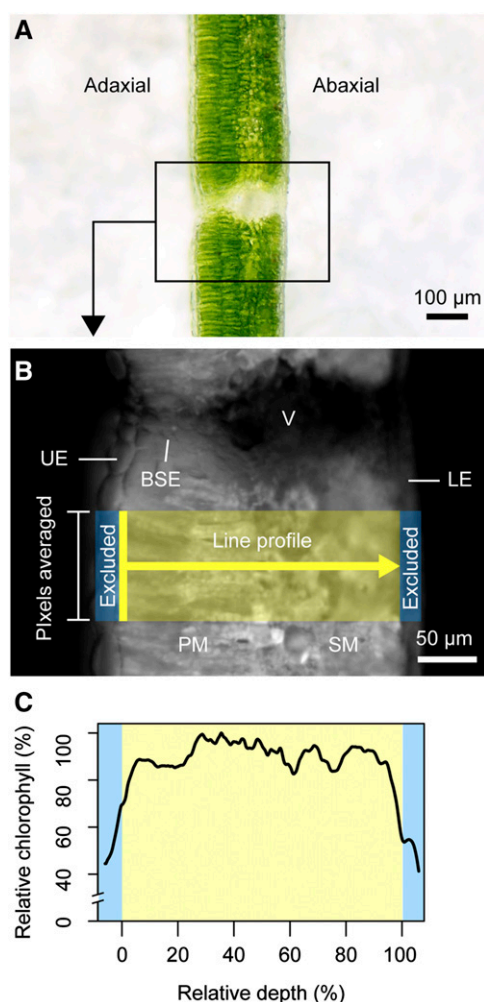 A
Adaxial
Abaxial
100 µm
B
V
UE
BSE
LE
PIxels averaged
Excluded
Line profile
Excluded
PM
SM
50 µm
C
Relative chlorophyll (%)
100
80
60
40
0
0 20 40 60 80 100
Relative depth (%)